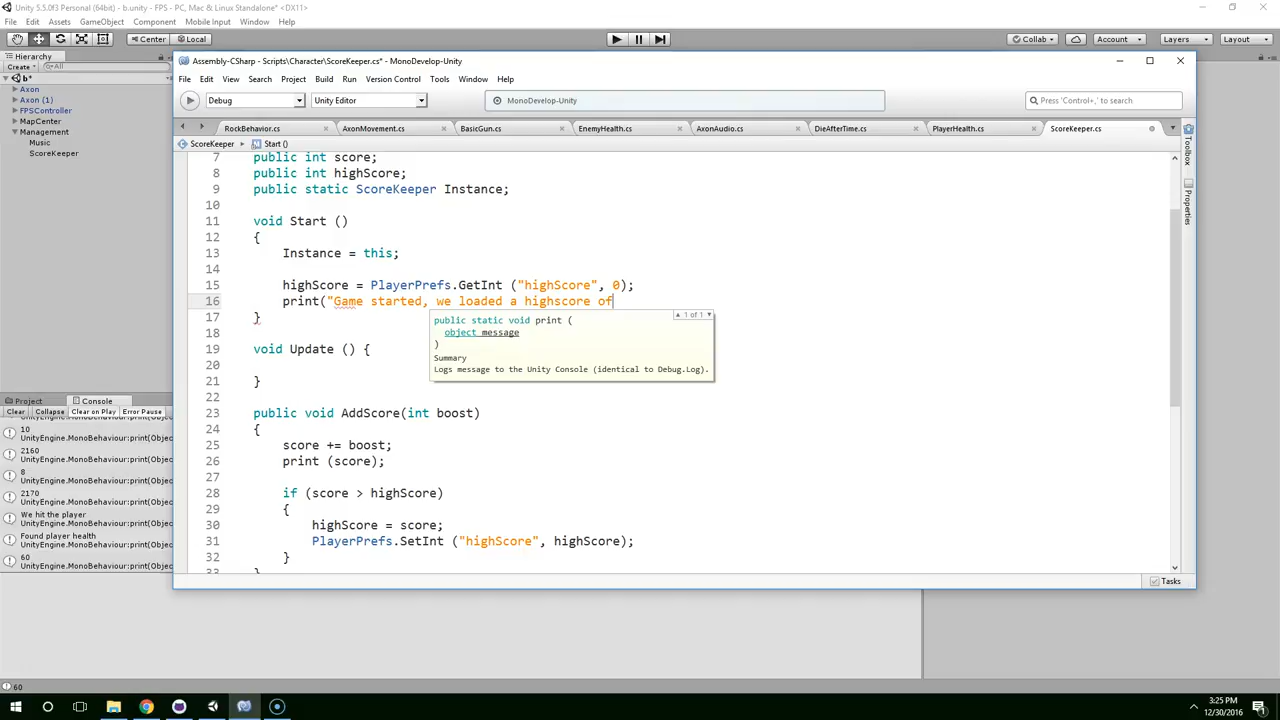 Unity 5.5.0f3 Personal (64bit) - b.unity - FPS - PC, Mac & Linux Standalone* <DX11>
File Edit Assets GameObject Component Mobile Input Window Help
Center Local Collab Account Layers Layout
Hierarchy
Create All
b*
Axon
Axon (1)
FPSController
MapCenter
Management
Music
ScoreKeeper
Project Console
Clear Collapse Clear on Play Error Pause
UnityEngine.MonoBehaviour:print(Objec
10
UnityEngine.MonoBehaviour:print(Objec
2160
UnityEngine.MonoBehaviour:print(Objec
8
UnityEngine.MonoBehaviour:print(Objec
2170
UnityEngine.MonoBehaviour:print(Objec
We hit the player
UnityEngine.MonoBehaviour:print(Objec
Found player health
UnityEngine.MonoBehaviour:print(Objec
60
UnityEngine.MonoBehaviour:print(Objec
Assembly-CSharp - Scripts\Character\ScoreKeeper.cs* - MonoDevelop-Unity
File Edit View Search Project Build Run Version Control Tools Window Help
Debug Unity Editor MonoDevelop-Unity Press 'Control+,' to search
RockBehavior.cs AxonMovement.cs BasicGun.cs EnemyHealth.cs AxonAudio.cs DieAfterTime.cs PlayerHealth.cs ScoreKeeper.cs
ScoreKeeper Start ()
Toolbox
Properties
7 public int score;
8 public int highScore;
9 public static ScoreKeeper Instance;
10
11 void Start ()
12 {
13 Instance = this;
14
15 highScore = PlayerPrefs.GetInt ("highScore", 0);
16 print("Game started, we loaded a highscore of
17 }
18
19 void Update () {
20
21 }
22
23 public void AddScore(int boost)
24 {
25 score += boost;
26 print (score);
27
28 if (score > highScore)
29 {
30 highScore = score;
31 PlayerPrefs.SetInt ("highScore", highScore);
32 }
33 }
1 of 1
public static void print (
object message
)
Summary
Logs message to the Unity Console (identical to Debug.Log).
Tasks
60
3:25 PM
12/30/2016